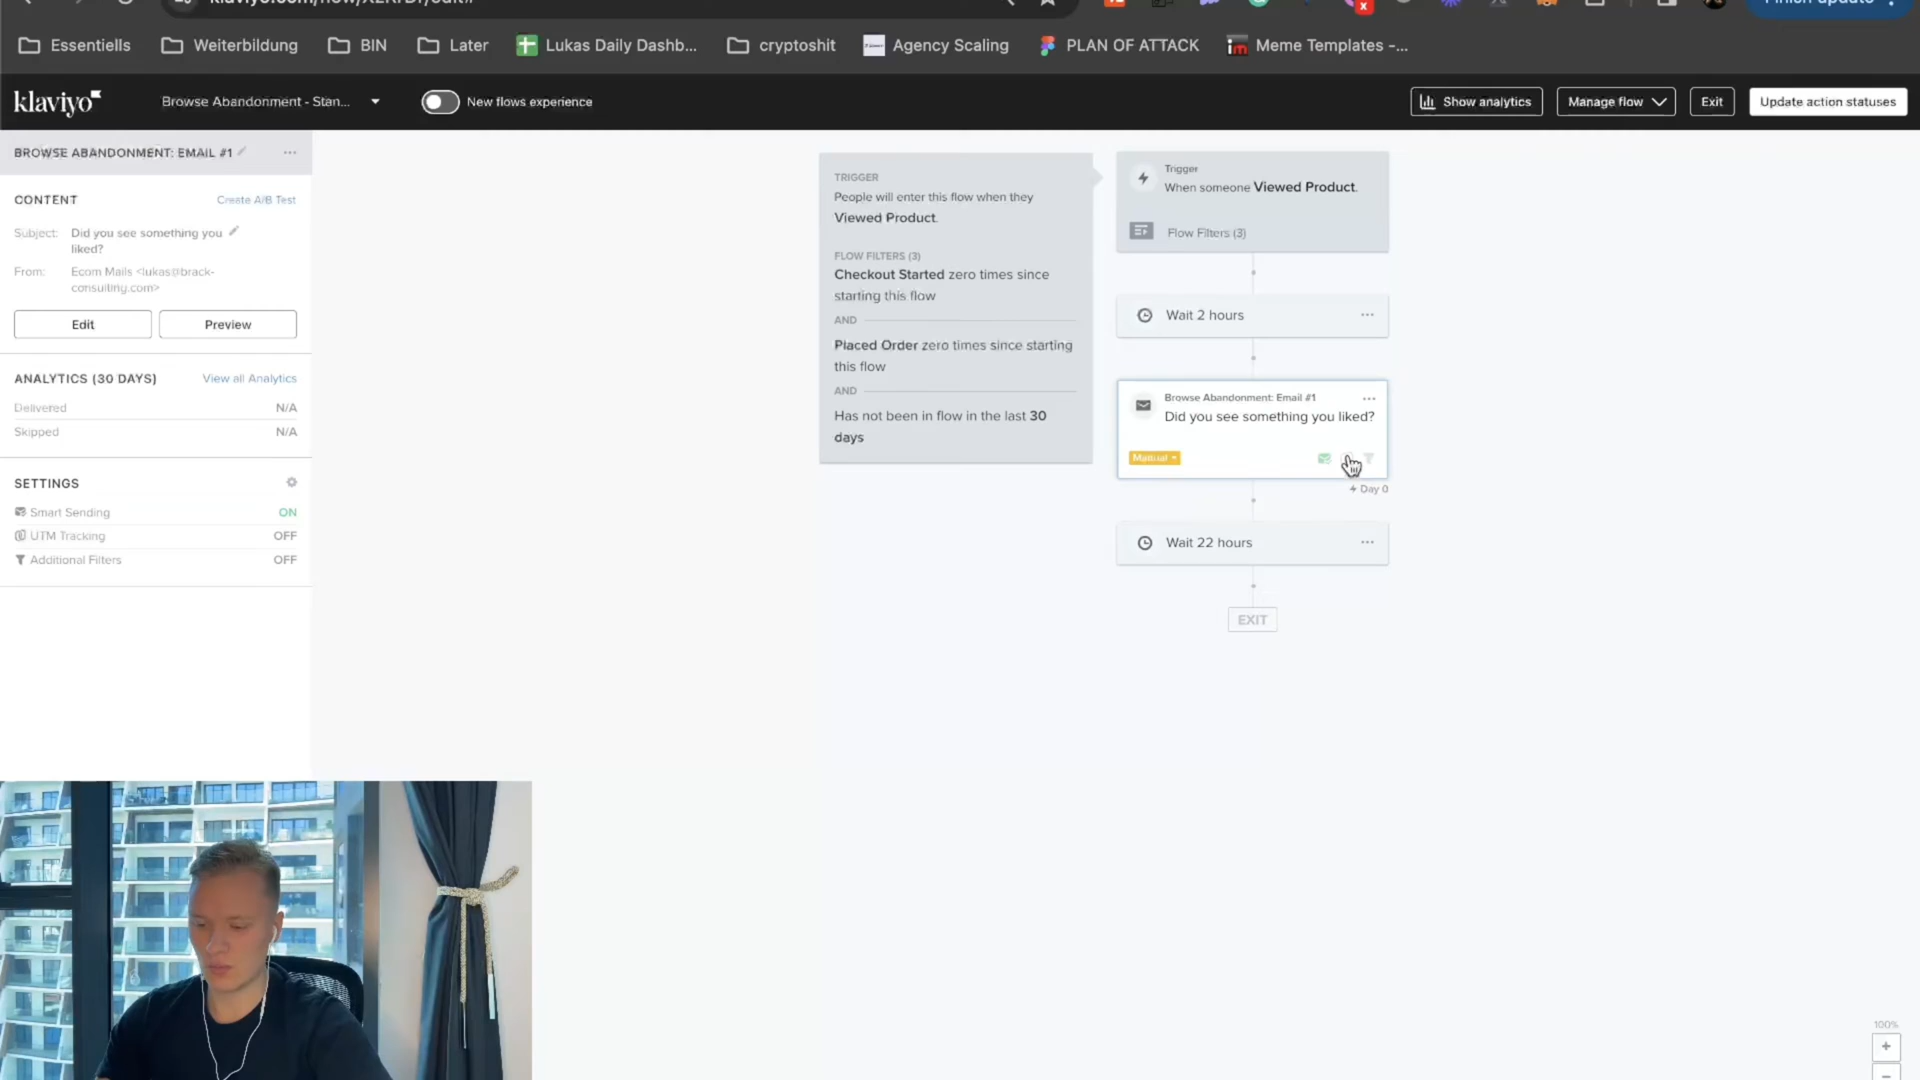 Essentiells
Weiterbildung
BIN
Later
Lukas Daily Dashb...
cryptoshit
Agency Scaling
PLAN OF ATTACK
Meme Templates -...
klaviyo
Browse Abandonment - Stan...
New flows experience
Show analytics
Manage flow
Exit
Update action statuses
BROWSE ABANDONMENT: EMAIL #1
CONTENT
Create A/B Test
Subject: Did you see something you
liked?
From: Ecom Mails <lukas@brack-
consulting.com>
Edit
Preview
ANALYTICS (30 DAYS)
View all Analytics
Delivered N/A
Skipped N/A
SETTINGS
Smart Sending ON
UTM Tracking OFF
Additional Filters OFF
TRIGGER
People will enter this flow when they
Viewed Product.
FLOW FILTERS (3)
Checkout Started zero times since
starting this flow
AND
Placed Order zero times since starting
this flow
AND
Has not been in flow in the last 30
days
Trigger
When someone Viewed Product.
Flow Filters (3)
Wait 2 hours
Browse Abandonment: Email #1
Did you see something you liked?
Manual
Day 0
Wait 22 hours
EXIT
100%